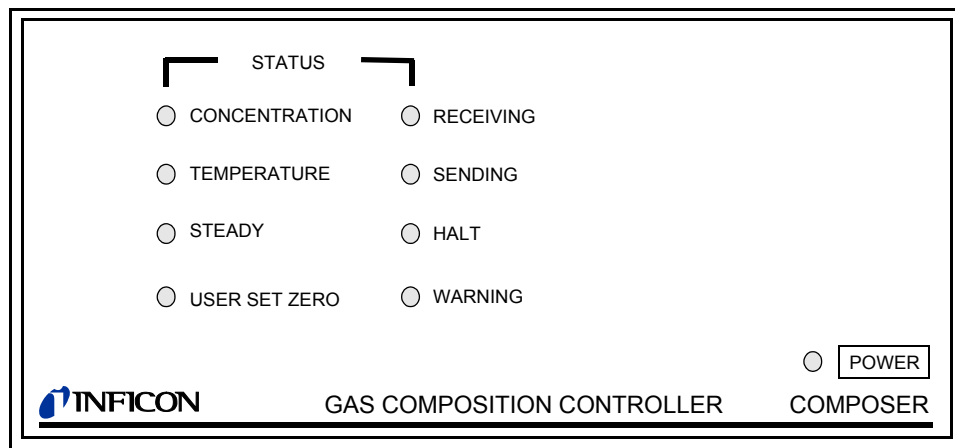 STATUS
CONCENTRATION RECEIVING
TEMPERATURE SENDING
STEADY HALT
USER SET ZERO WARNING
POWER
INFICON GAS COMPOSITION CONTROLLER COMPOSER